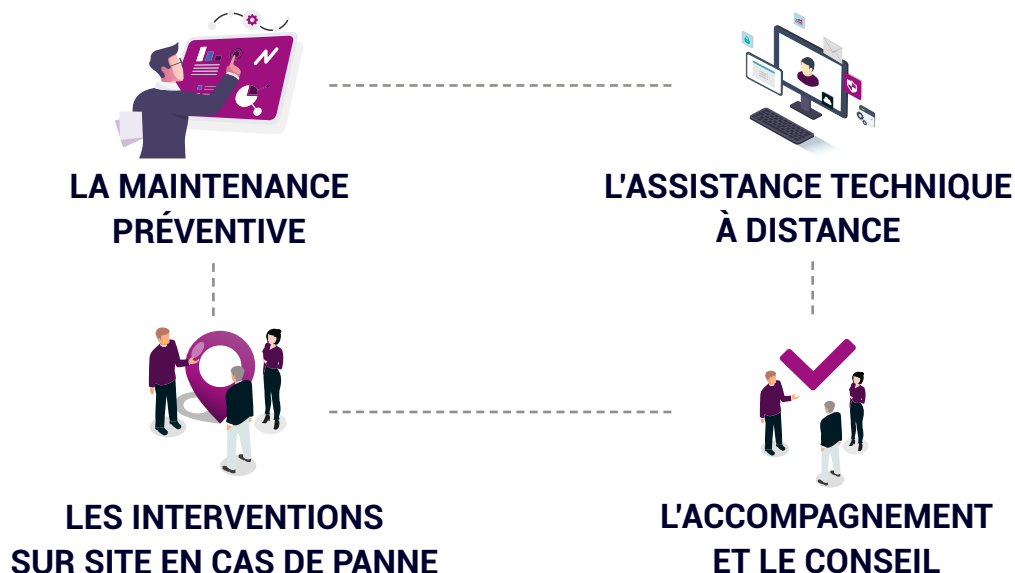 LA MAINTENANCE
PRÉVENTIVE
L'ASSISTANCE TECHNIQUE
À DISTANCE
LES INTERVENTIONS
SUR SITE EN CAS DE PANNE
L'ACCOMPAGNEMENT
ET LE CONSEIL